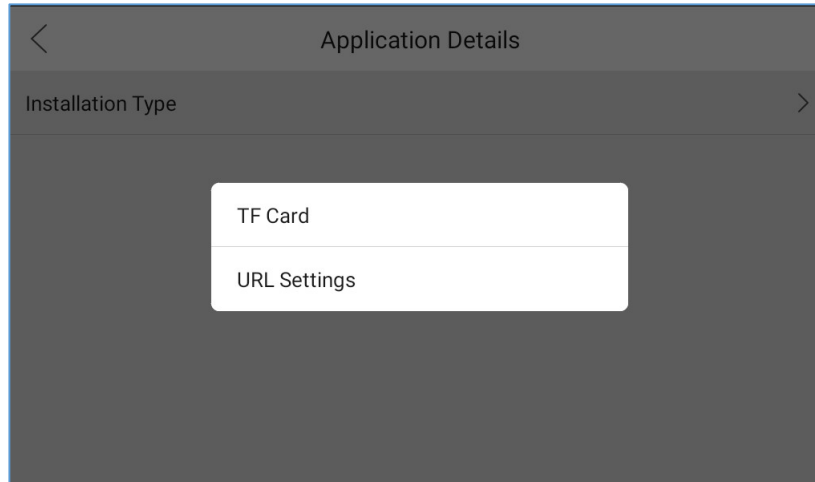 Application Details
Installation Type
TF Card
URL Settings